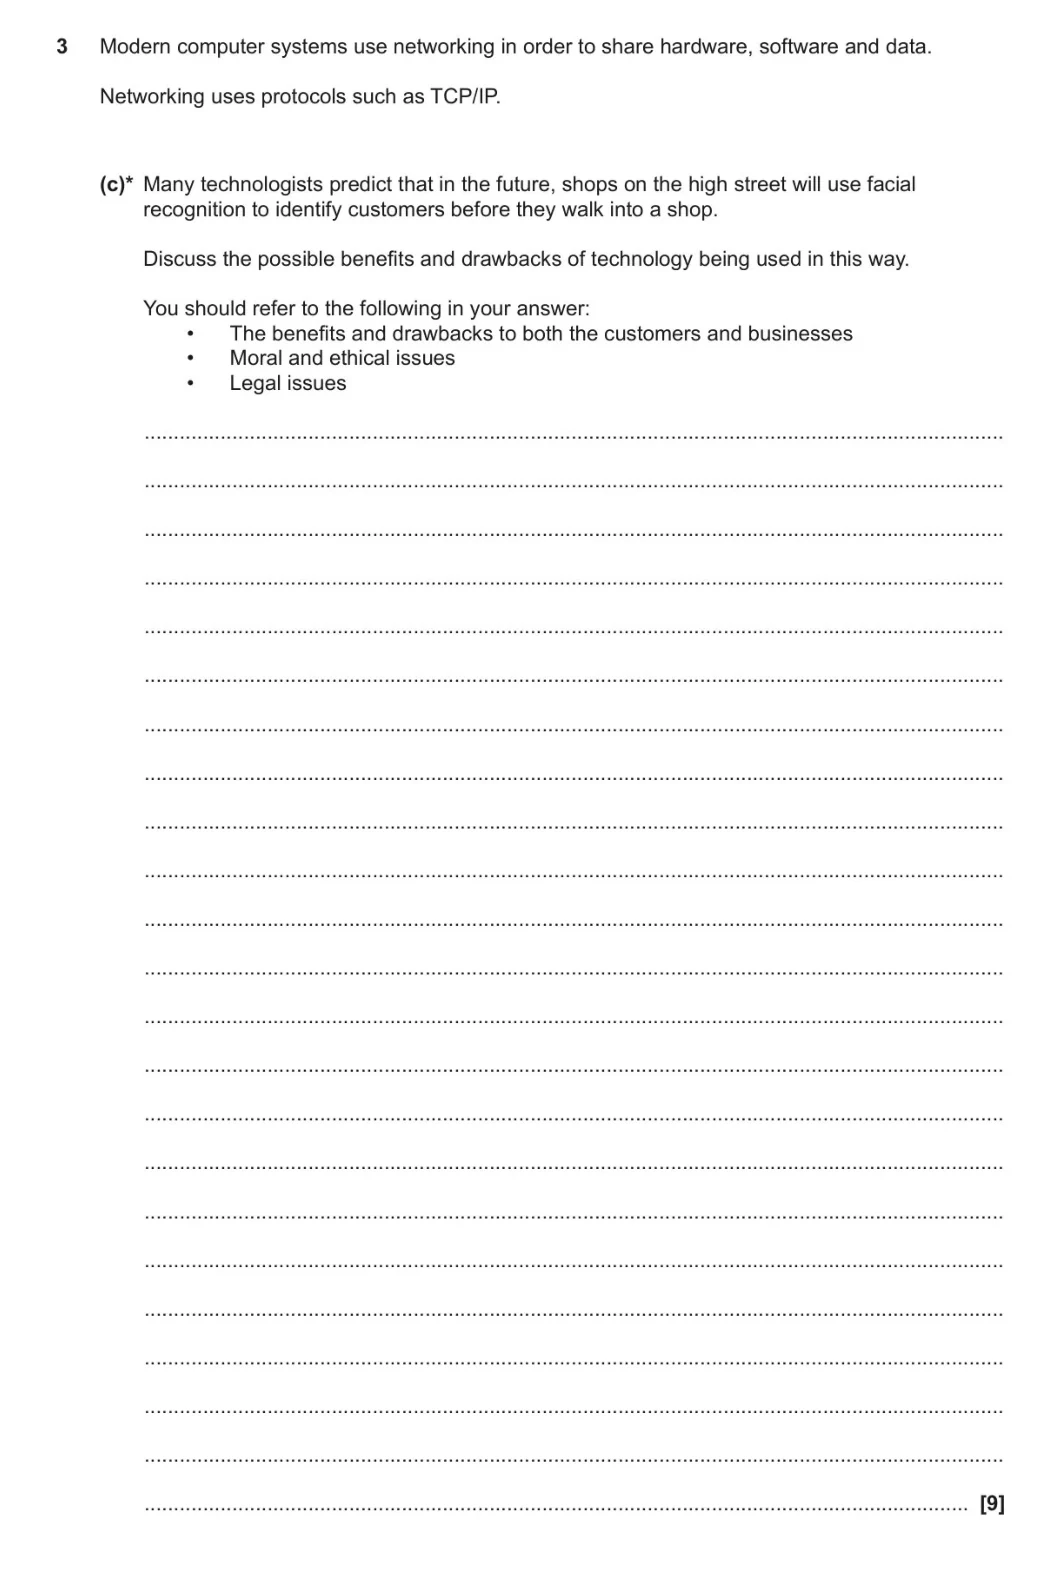 3 Modern computer systems use networking in order to share hardware, software and data.
Networking uses protocols such as TCP/IP.
(c)* Many technologists predict that in the future, shops on the high street will use facial
recognition to identify customers before they walk into a shop.
Discuss the possible benefits and drawbacks of technology being used in this way.
You should refer to the following in your answer:
• The benefits and drawbacks to both the customers and businesses
• Moral and ethical issues
• Legal issues
[9]